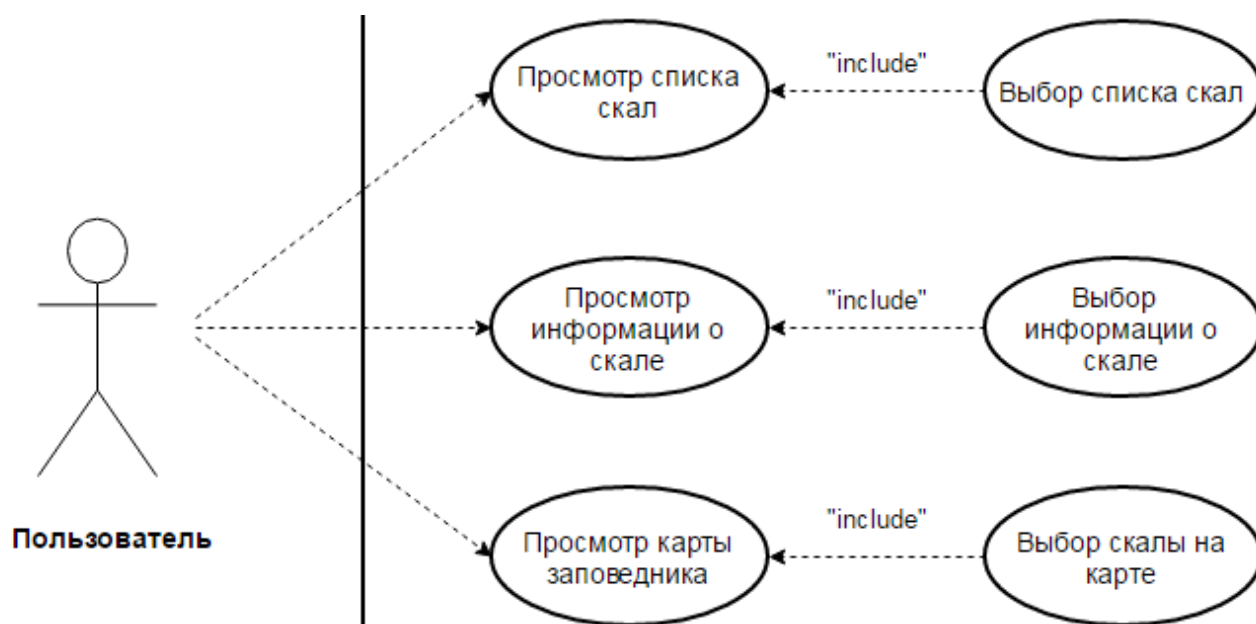 Просмотр списка
скал
"include"
Выбор списка скал
Просмотр
информации о
скале
"include"
Выбор
информации о
скале
Пользователь
Просмотр карты
заповедника
"include"
Выбор скалы на
карте